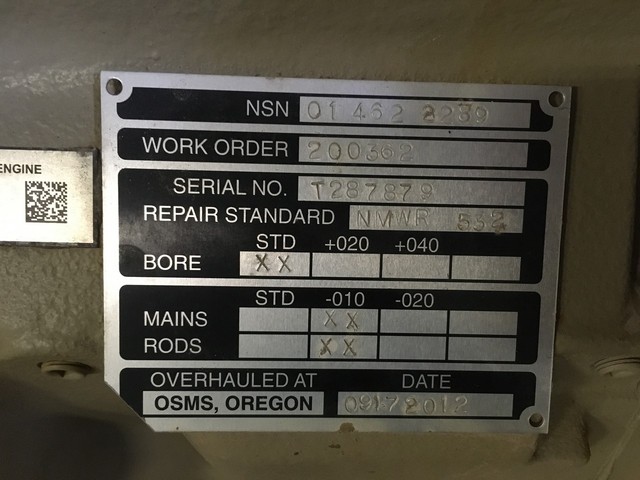 NSN 01 462 2239
WORK ORDER 200362
ENGINE
SERIAL NO. T287879
REPAIR STANDARD NMWR 552
STD +020 +040
BORE XX
STD -010 -020
MAINS XX
RODS XX
OVERHAULED AT DATE
OSMS, OREGON 09172012